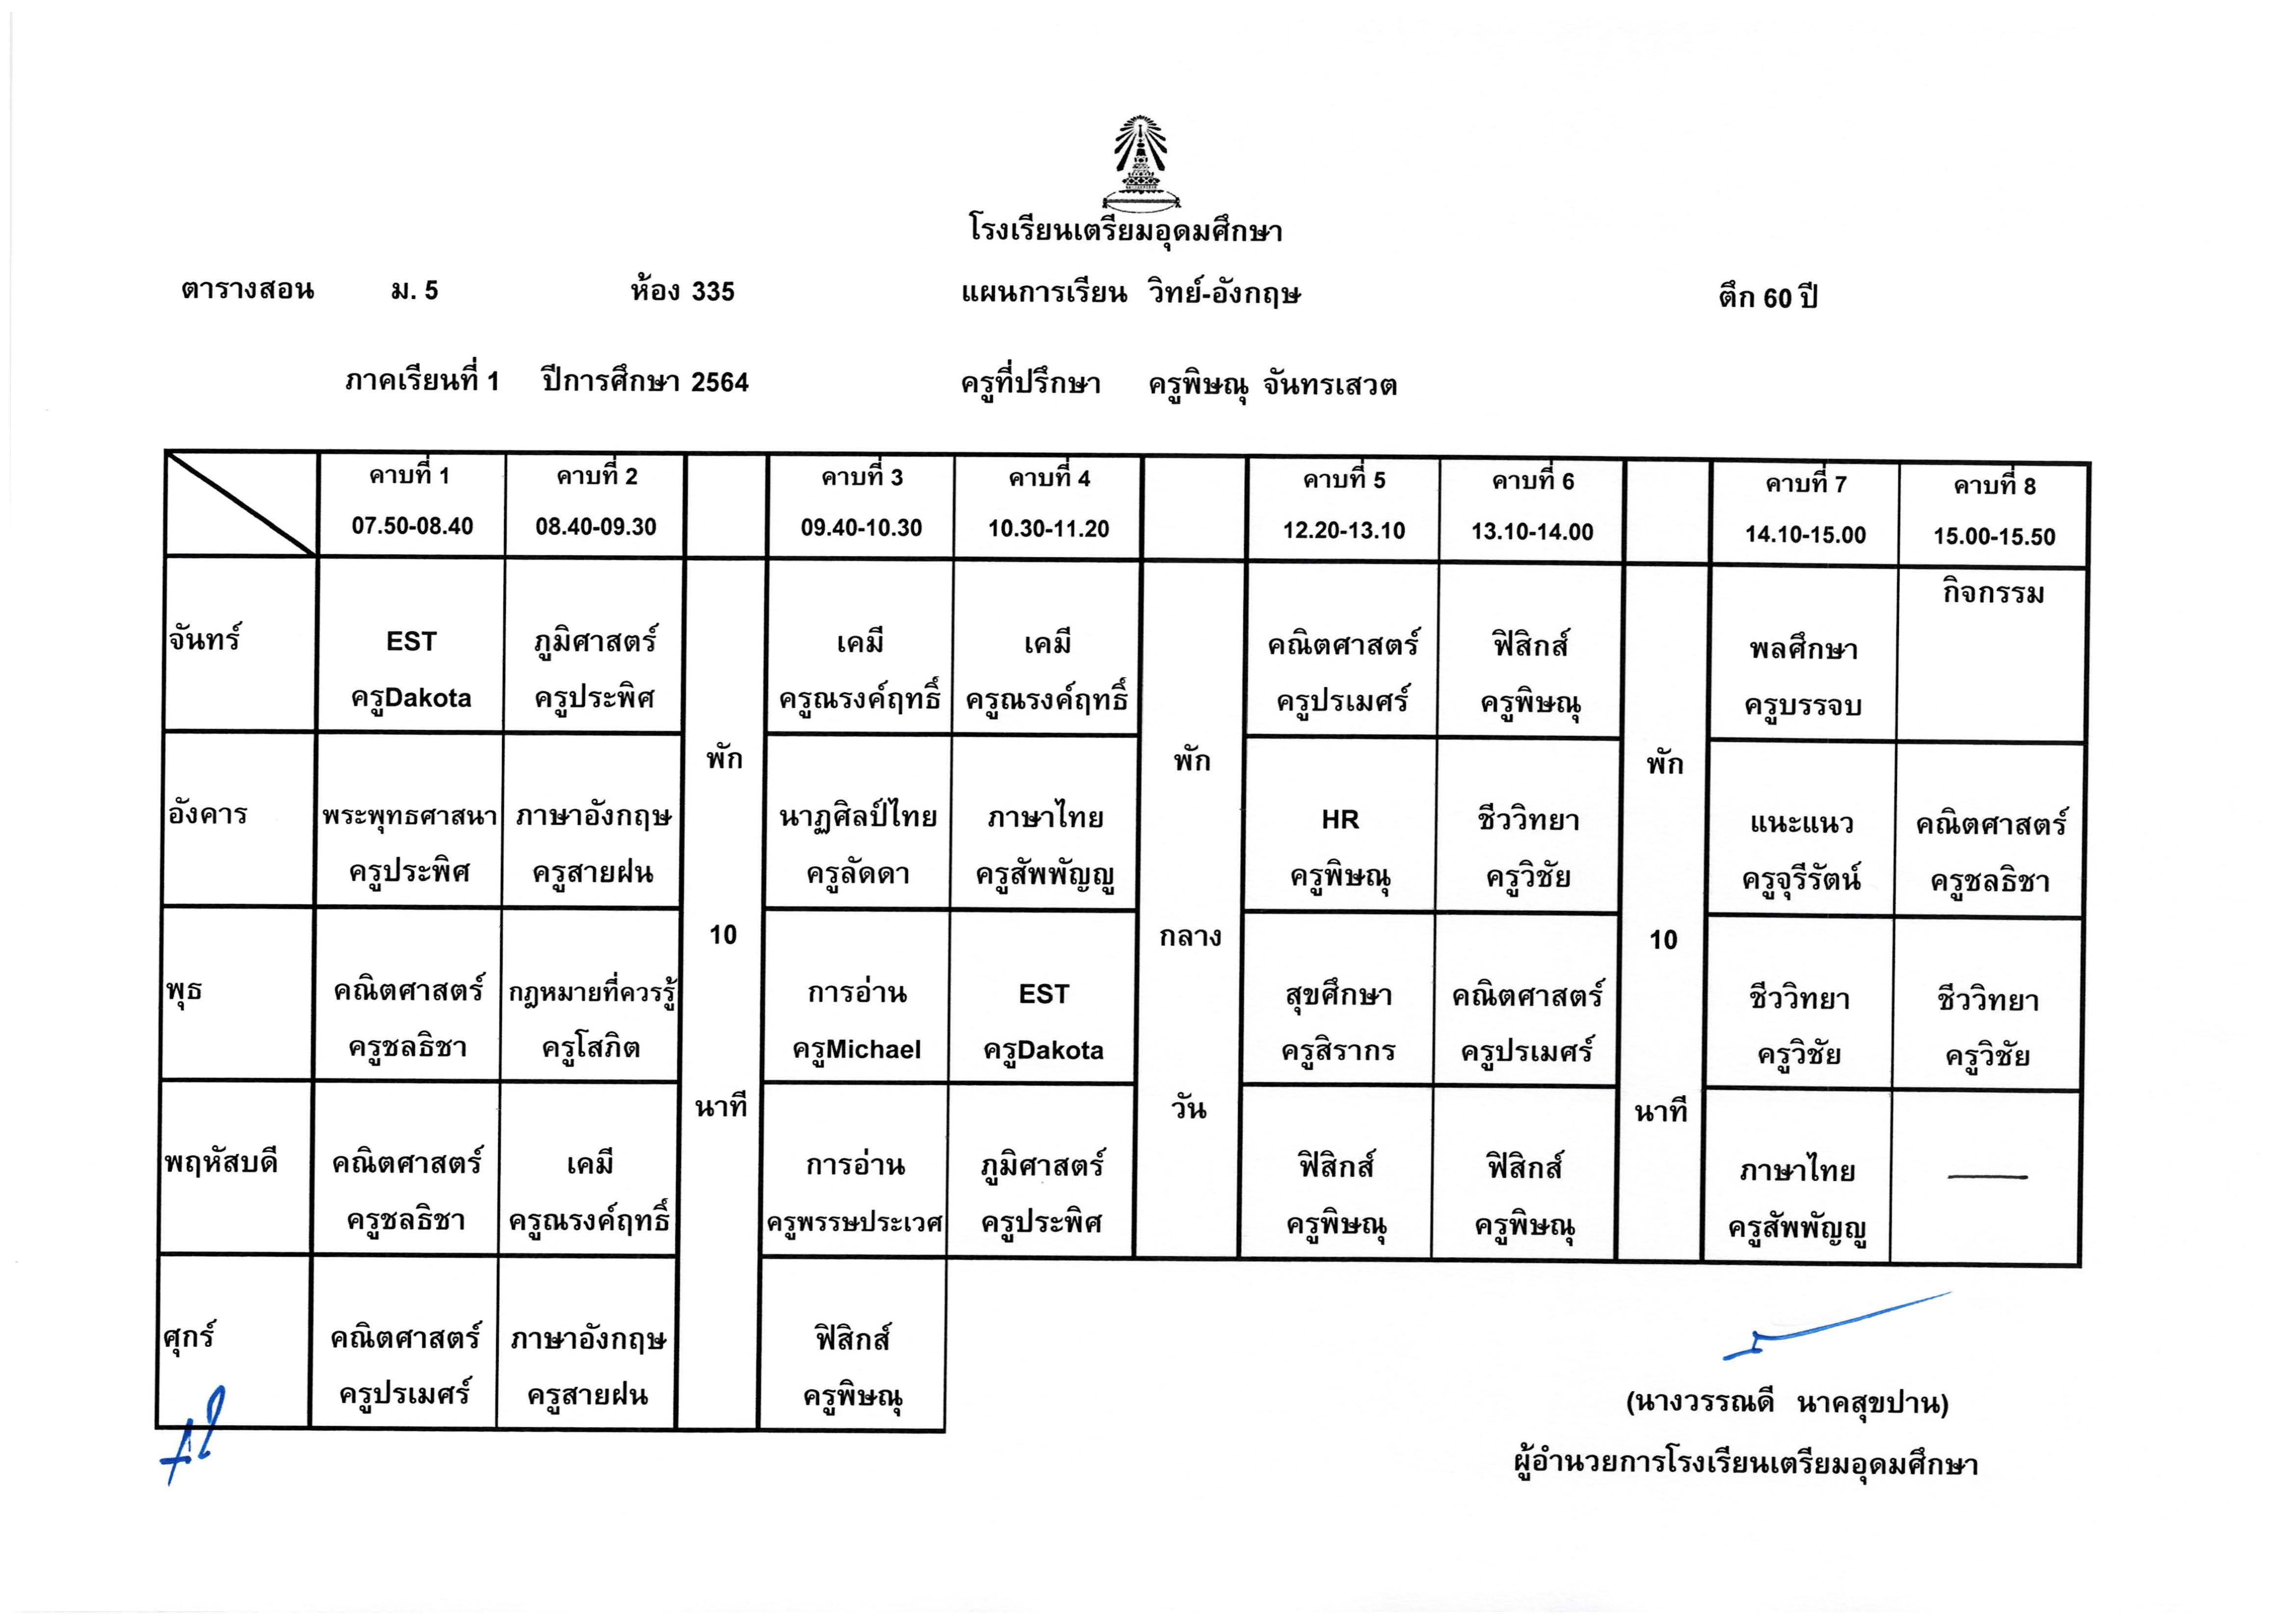 โรงเรียนเตรียมอุดมศึกษา
ตารางสอน ม. 5 ห้อง 335 แผนการเรียน วิทย์-อังกฤษ ตึก 60 ปี
ภาคเรียนที่ 1 ปีการศึกษา 2564 ครูที่ปรึกษา ครูพิษณุ จันทรเสวต
คาบที่ 1 คาบที่ 2 คาบที่ 3 คาบที่ 4 คาบที่ 5 คาบที่ 6 คาบที่ 7 คาบที่ 8
07.50-08.40 08.40-09.30 09.40-10.30 10.30-11.20 12.20-13.10 13.10-14.00 14.10-15.00 15.00-15.50
กิจกรรม
จันทร์ EST ภูมิศาสตร์ เคมี เคมี คณิตศาสตร์ ฟิสิกส์ พลศึกษา
ครูDakota ครูประพิศ ครูณรงค์ฤทธิ์ ครูณรงค์ฤทธิ์ ครูปรเมศร์ ครูพิษณุ ครูบรรจบ
พัก พัก พัก
อังคาร พระพุทธศาสนา ภาษาอังกฤษ นาฏศิลป์ไทย ภาษาไทย HR ชีววิทยา แนะแนว คณิตศาสตร์
ครูประพิศ ครูสายฝน ครูลัดดา ครูสัพพัญญู ครูพิษณุ ครูวิชัย ครูจุรีรัตน์ ครูชลธิชา
10 กลาง 10
พุธ คณิตศาสตร์ กฎหมายที่ควรรู้ การอ่าน EST สุขศึกษา คณิตศาสตร์ ชีววิทยา ชีววิทยา
ครูชลธิชา ครูโสภิต ครูMichael ครูDakota ครูสิรากร ครูปรเมศร์ ครูวิชัย ครูวิชัย
นาที วัน นาที
พฤหัสบดี คณิตศาสตร์ เคมี การอ่าน ภูมิศาสตร์ ฟิสิกส์ ฟิสิกส์ ภาษาไทย
ครูชลธิชา ครูณรงค์ฤทธิ์ ครูพรรษประเวศ ครูประพิศ ครูพิษณุ ครูพิษณุ ครูสัพพัญญู
ศุกร์ คณิตศาสตร์ ภาษาอังกฤษ ฟิสิกส์
ครูปรเมศร์ ครูสายฝน ครูพิษณุ
(นางวรรณดี นาคสุขปาน)
ผู้อำนวยการโรงเรียนเตรียมอุดมศึกษา